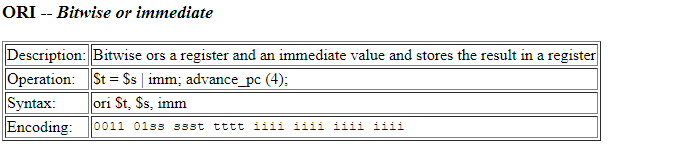 ORI -- Bitwise or immediate
Description: Bitwise ors a register and an immediate value and stores the result in a register
Operation: $t = $s | imm; advance_pc (4);
Syntax: ori $t, $s, imm
Encoding: 0011 01ss ssst tttt iiii iiii iiii iiii